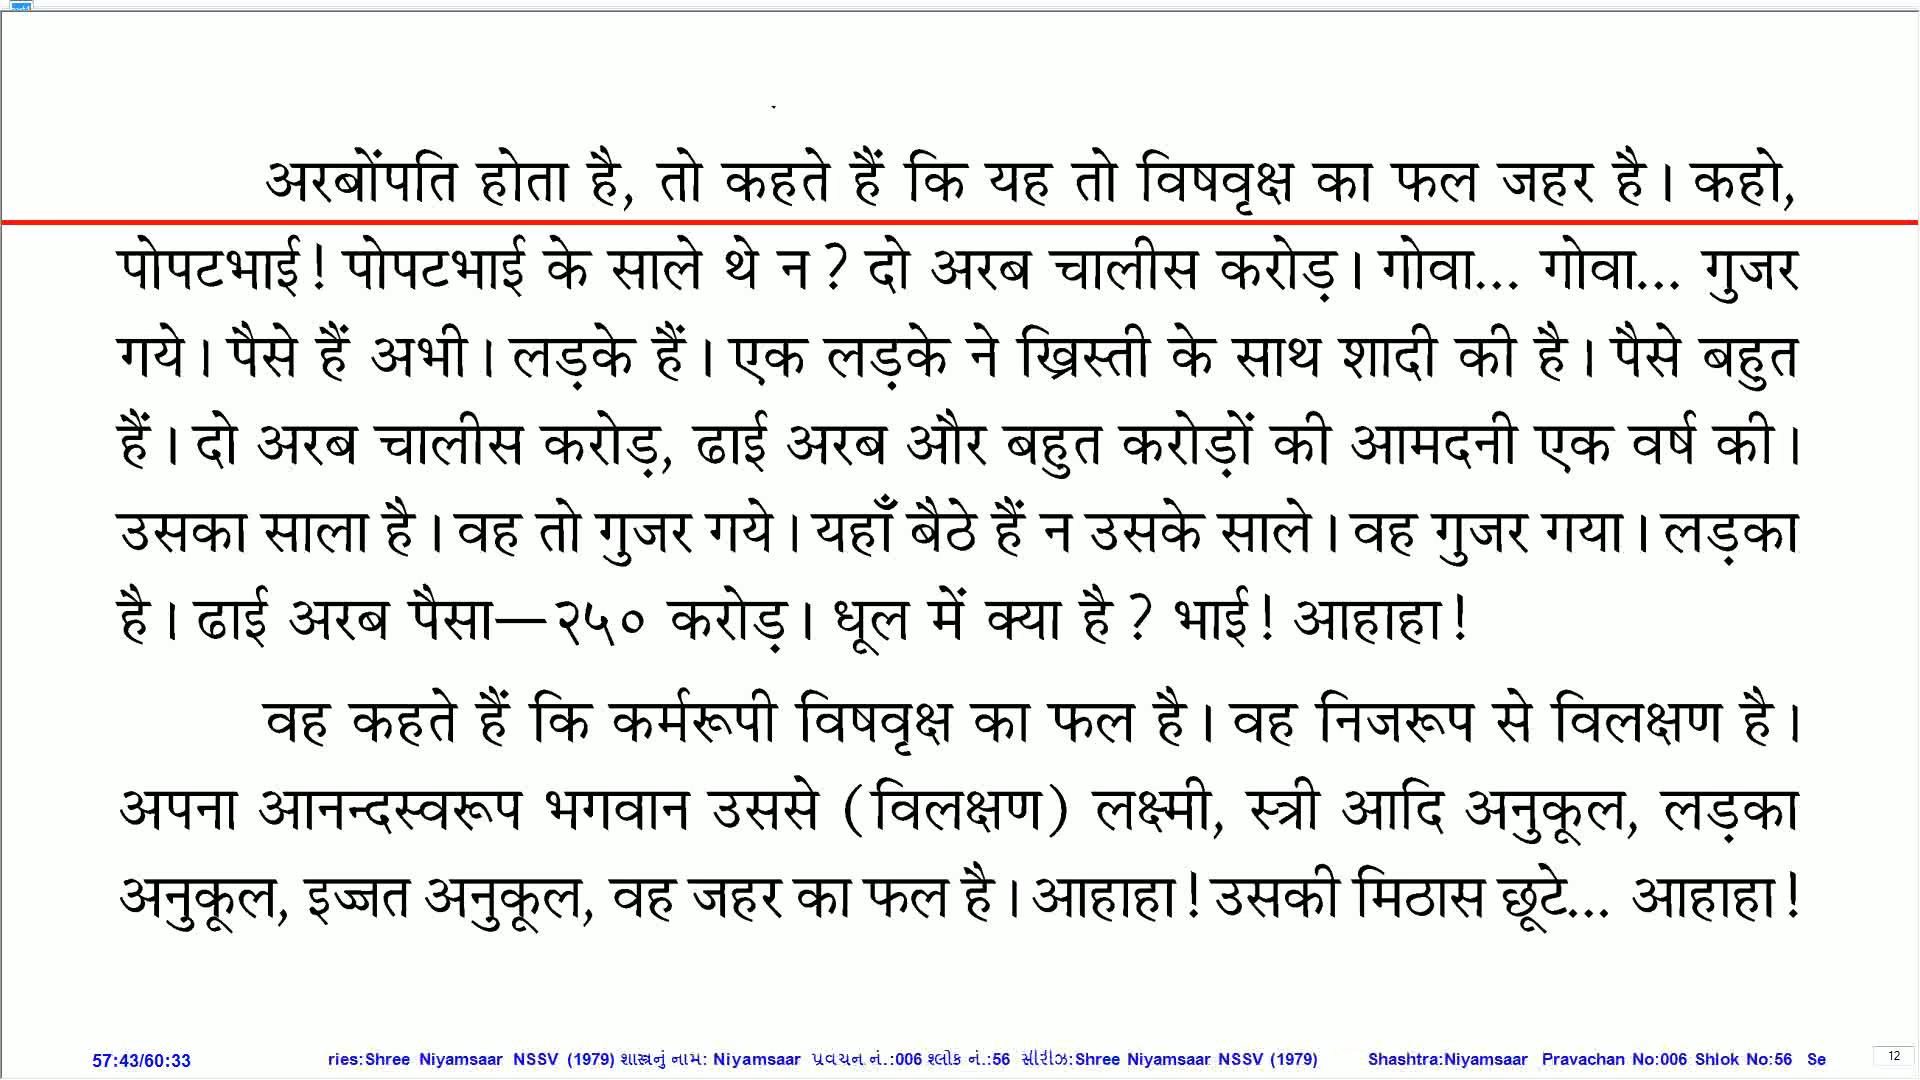 अरबोंपति होता है, तो कहते हैं कि यह तो विषवृक्ष का फल जहर है। कहो,
पोपटभाई! पोपटभाई के साले थे न? दो अरब चालीस करोड़। गोवा... गोवा... गुजर
गये। पैसे हैं अभी। लड़के हैं। एक लड़के ने ख्रिस्ती के साथ शादी की है। पैसे बहुत
हैं। दो अरब चालीस करोड़, ढाई अरब और बहुत करोड़ों की आमदनी एक वर्ष की।
उसका साला है। वह तो गुजर गये। यहाँ बैठे हैं न उसके साले। वह गुजर गया। लड़का
है। ढाई अरब पैसा—२५० करोड़। धूल में क्या है? भाई! आहाहा!
वह कहते हैं कि कर्मरूपी विषवृक्ष का फल है। वह निजरूप से विलक्षण है।
अपना आनन्दस्वरूप भगवान उससे (विलक्षण) लक्ष्मी, स्त्री आदि अनुकूल, लड़का
अनुकूल, इज्जत अनुकूल, वह जहर का फल है। आहाहा! उसकी मिठास छूटे... आहाहा!
57:43/60:33 ries:Shree Niyamsaar NSSV (1979) શાસ્ત્રનું નામ: Niyamsaar પ્રવચન નં.:006 શ્લોક નં.:56 સીરીઝ:Shree Niyamsaar NSSV (1979) Shashtra:Niyamsaar Pravachan No:006 Shlok No:56 Se 12